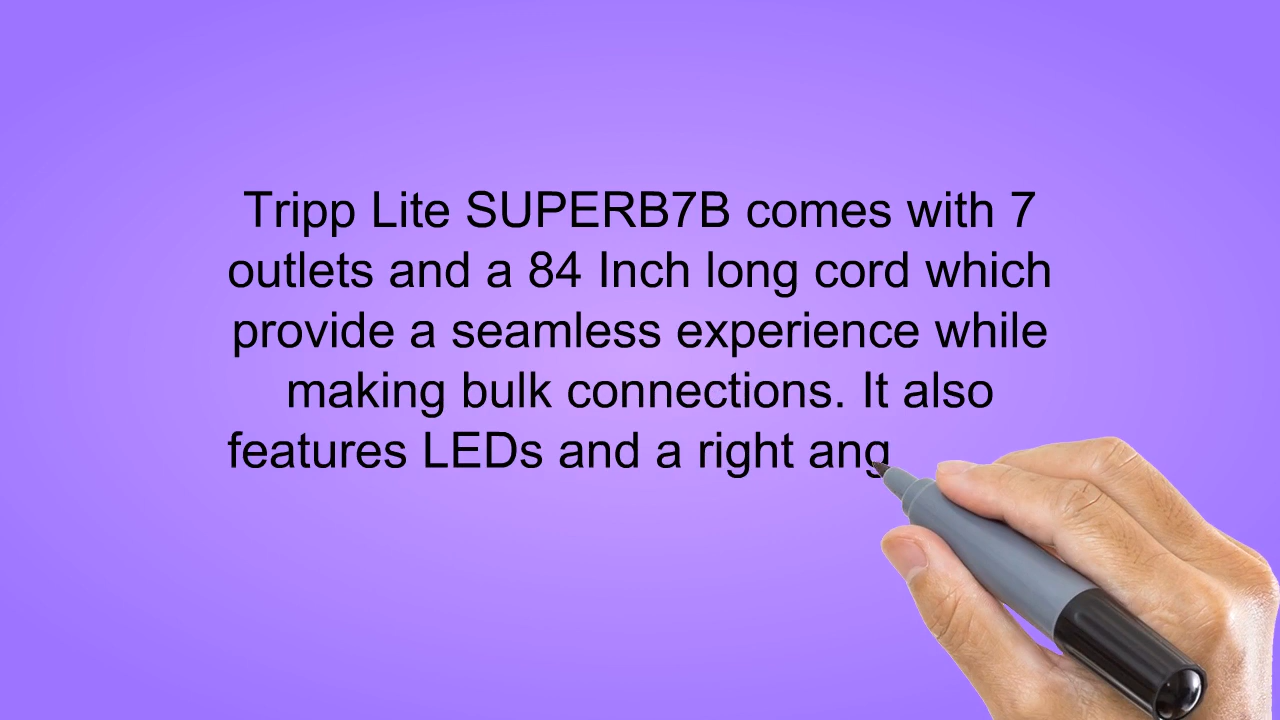 Tripp Lite SUPERB7B comes with 7
outlets and a 84 Inch long cord which
provide a seamless experience while
making bulk connections. It also
features LEDs and a right ang